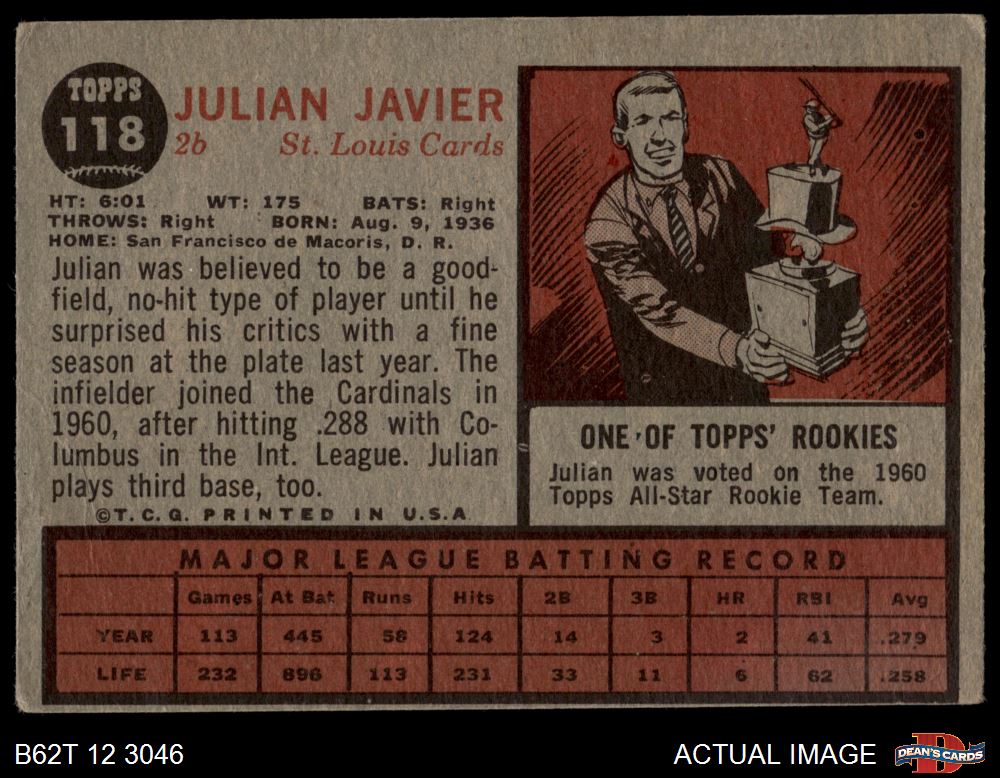 TOPPS
118
JULIAN JAVIER
2b St. Louis Cards
HT: 6:01 WT: 175 BATS: Right
THROWS: Right BORN: Aug. 9, 1936
HOME: San Francisco de Macoris, D. R.
Julian was believed to be a good-
field, no-hit type of player until he
surprised his critics with a fine
season at the plate last year. The
infielder joined the Cardinals in
1960, after hitting .288 with Co-
lumbus in the Int. League. Julian
plays third base, too.
©T.C.G. PRINTED IN U.S.A
ONE OF TOPPS' ROOKIES
Julian was voted on the 1960
Topps All-Star Rookie Team.
MAJOR LEAGUE BATTING RECORD
Games At Bat Runs Hits 2B 3B HR RBI Avg
YEAR 113 445 58 124 14 3 2 41 .279
LIFE 232 896 113 231 33 11 6 62 .258
B62T 12 3046 ACTUAL IMAGE DEAN'S CARDS